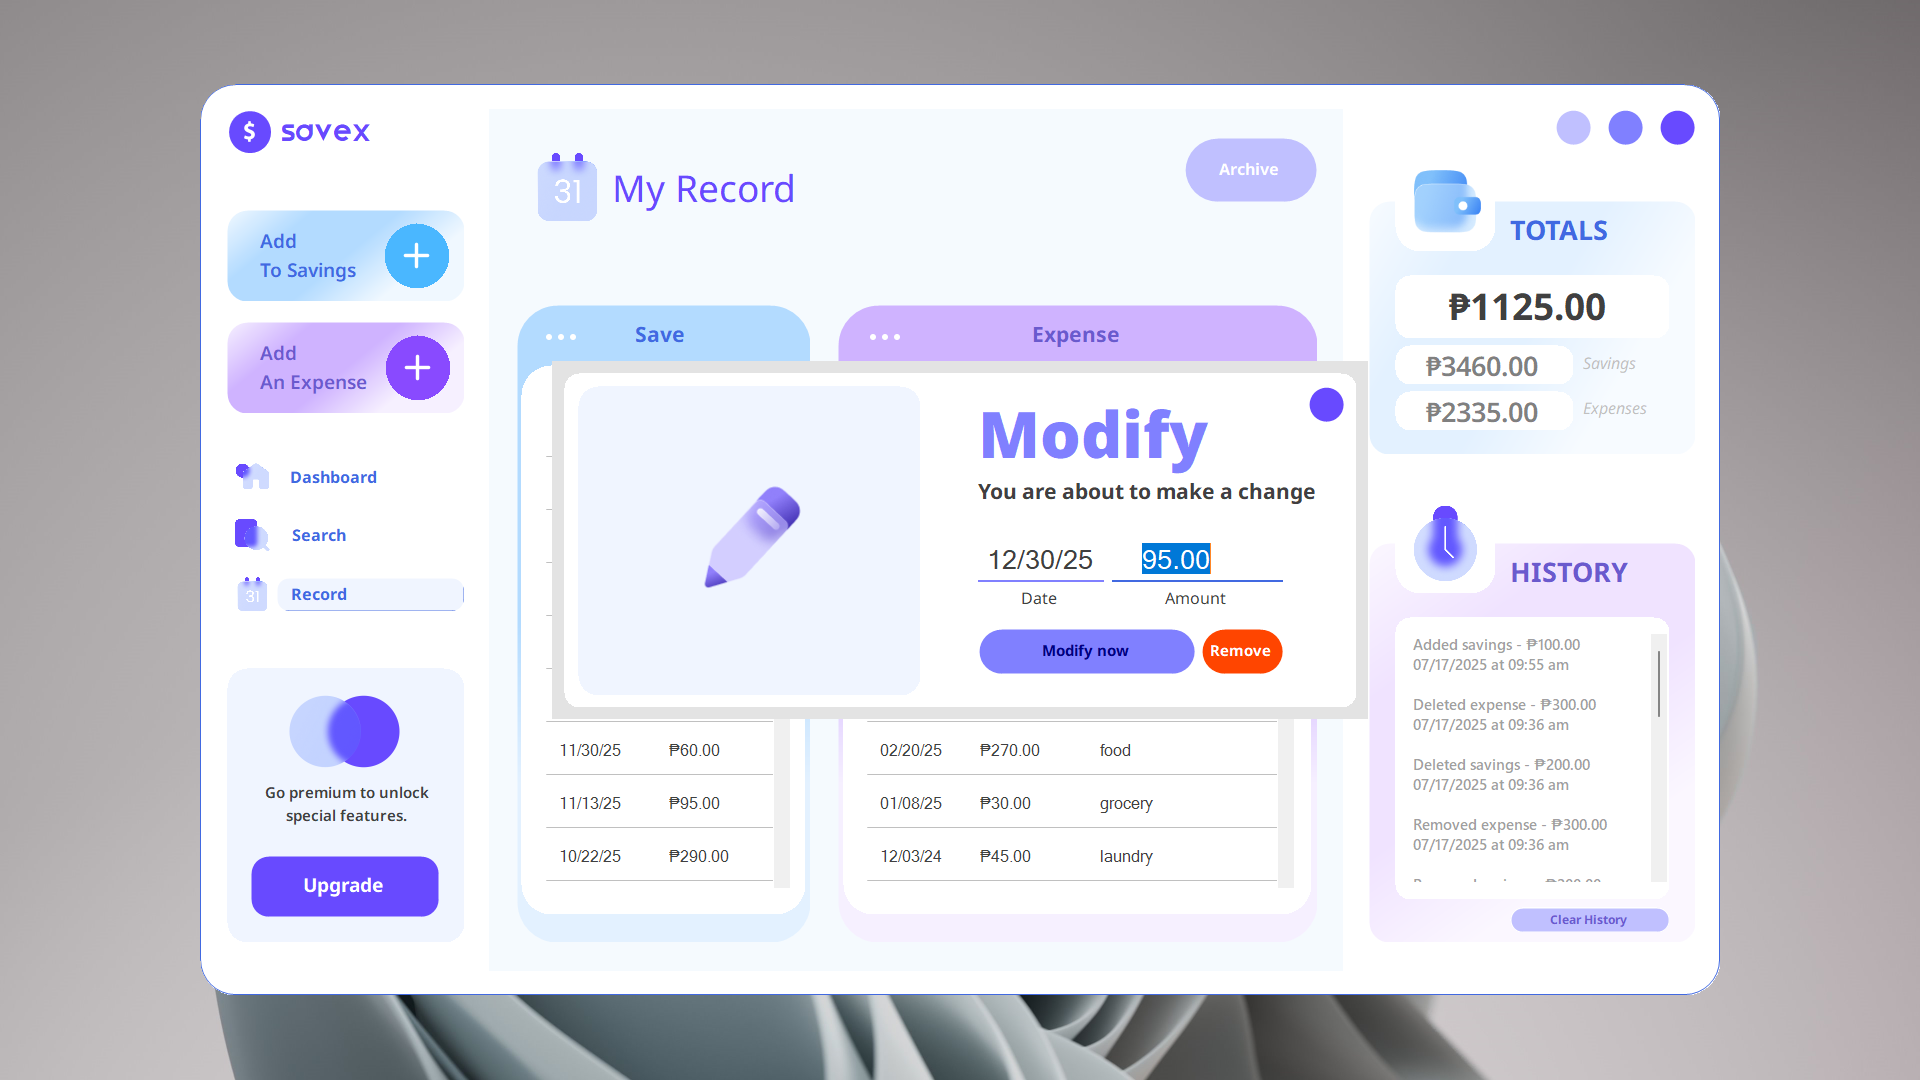 $ savex
Add
To Savings
Add
An Expense
Dashboard
Search
31 Record
Go premium to unlock
special features.
Upgrade
31 My Record
Archive
Save
Expense
Modify
You are about to make a change
12/30/25 95.00
Date Amount
Modify now Remove
11/30/25 ₱60.00
11/13/25 ₱95.00
10/22/25 ₱290.00
02/20/25 ₱270.00 food
01/08/25 ₱30.00 grocery
12/03/24 ₱45.00 laundry
TOTALS
₱1125.00
₱3460.00 Savings
₱2335.00 Expenses
HISTORY
Added savings - ₱100.00
07/17/2025 at 09:55 am
Deleted expense - ₱300.00
07/17/2025 at 09:36 am
Deleted savings - ₱200.00
07/17/2025 at 09:36 am
Removed expense - ₱300.00
07/17/2025 at 09:36 am
Clear History